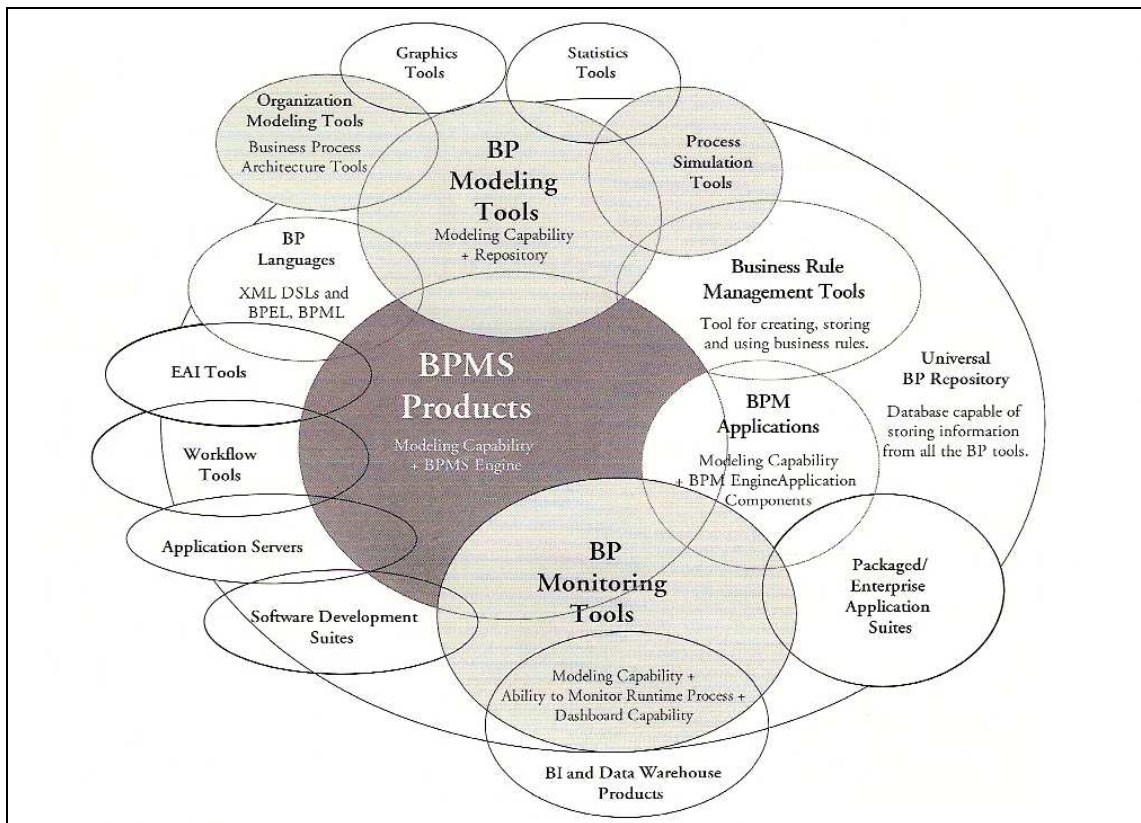 Graphics
Tools
Statistics
Tools
Organization
Modeling Tools
Business Process
Architecture Tools
BP
Modeling
Tools
Modeling Capability
+ Repository
Process
Simulation
Tools
BP
Languages
XML DSLs and
BPEL, BPML
Business Rule
Management Tools
Tool for creating, storing
and using business rules.
EAI Tools
BPMS
Products
Modeling Capability
+ BPMS Engine
Universal
BP Repository
Database capable of
storing information
from all the BP tools.
BPM
Applications
Modeling Capability
+ BPM EngineApplication
Components
Workflow
Tools
Application Servers
BP
Monitoring
Tools
Modeling Capability +
Ability to Monitor Runtime Process +
Dashboard Capability
Packaged/
Enterprise
Application
Suites
Software Development
Suites
BI and Data Warehouse
Products